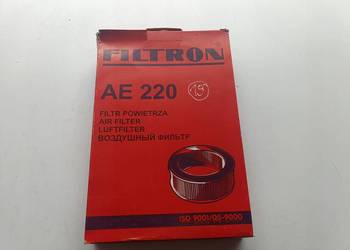 FILTRON
AE 220
FILTR POWIETRZA
AIR FILTER
LUFTFILTER
ВОЗДУШНЫЙ ФИЛЬТР
ISO 9001/QS-9000